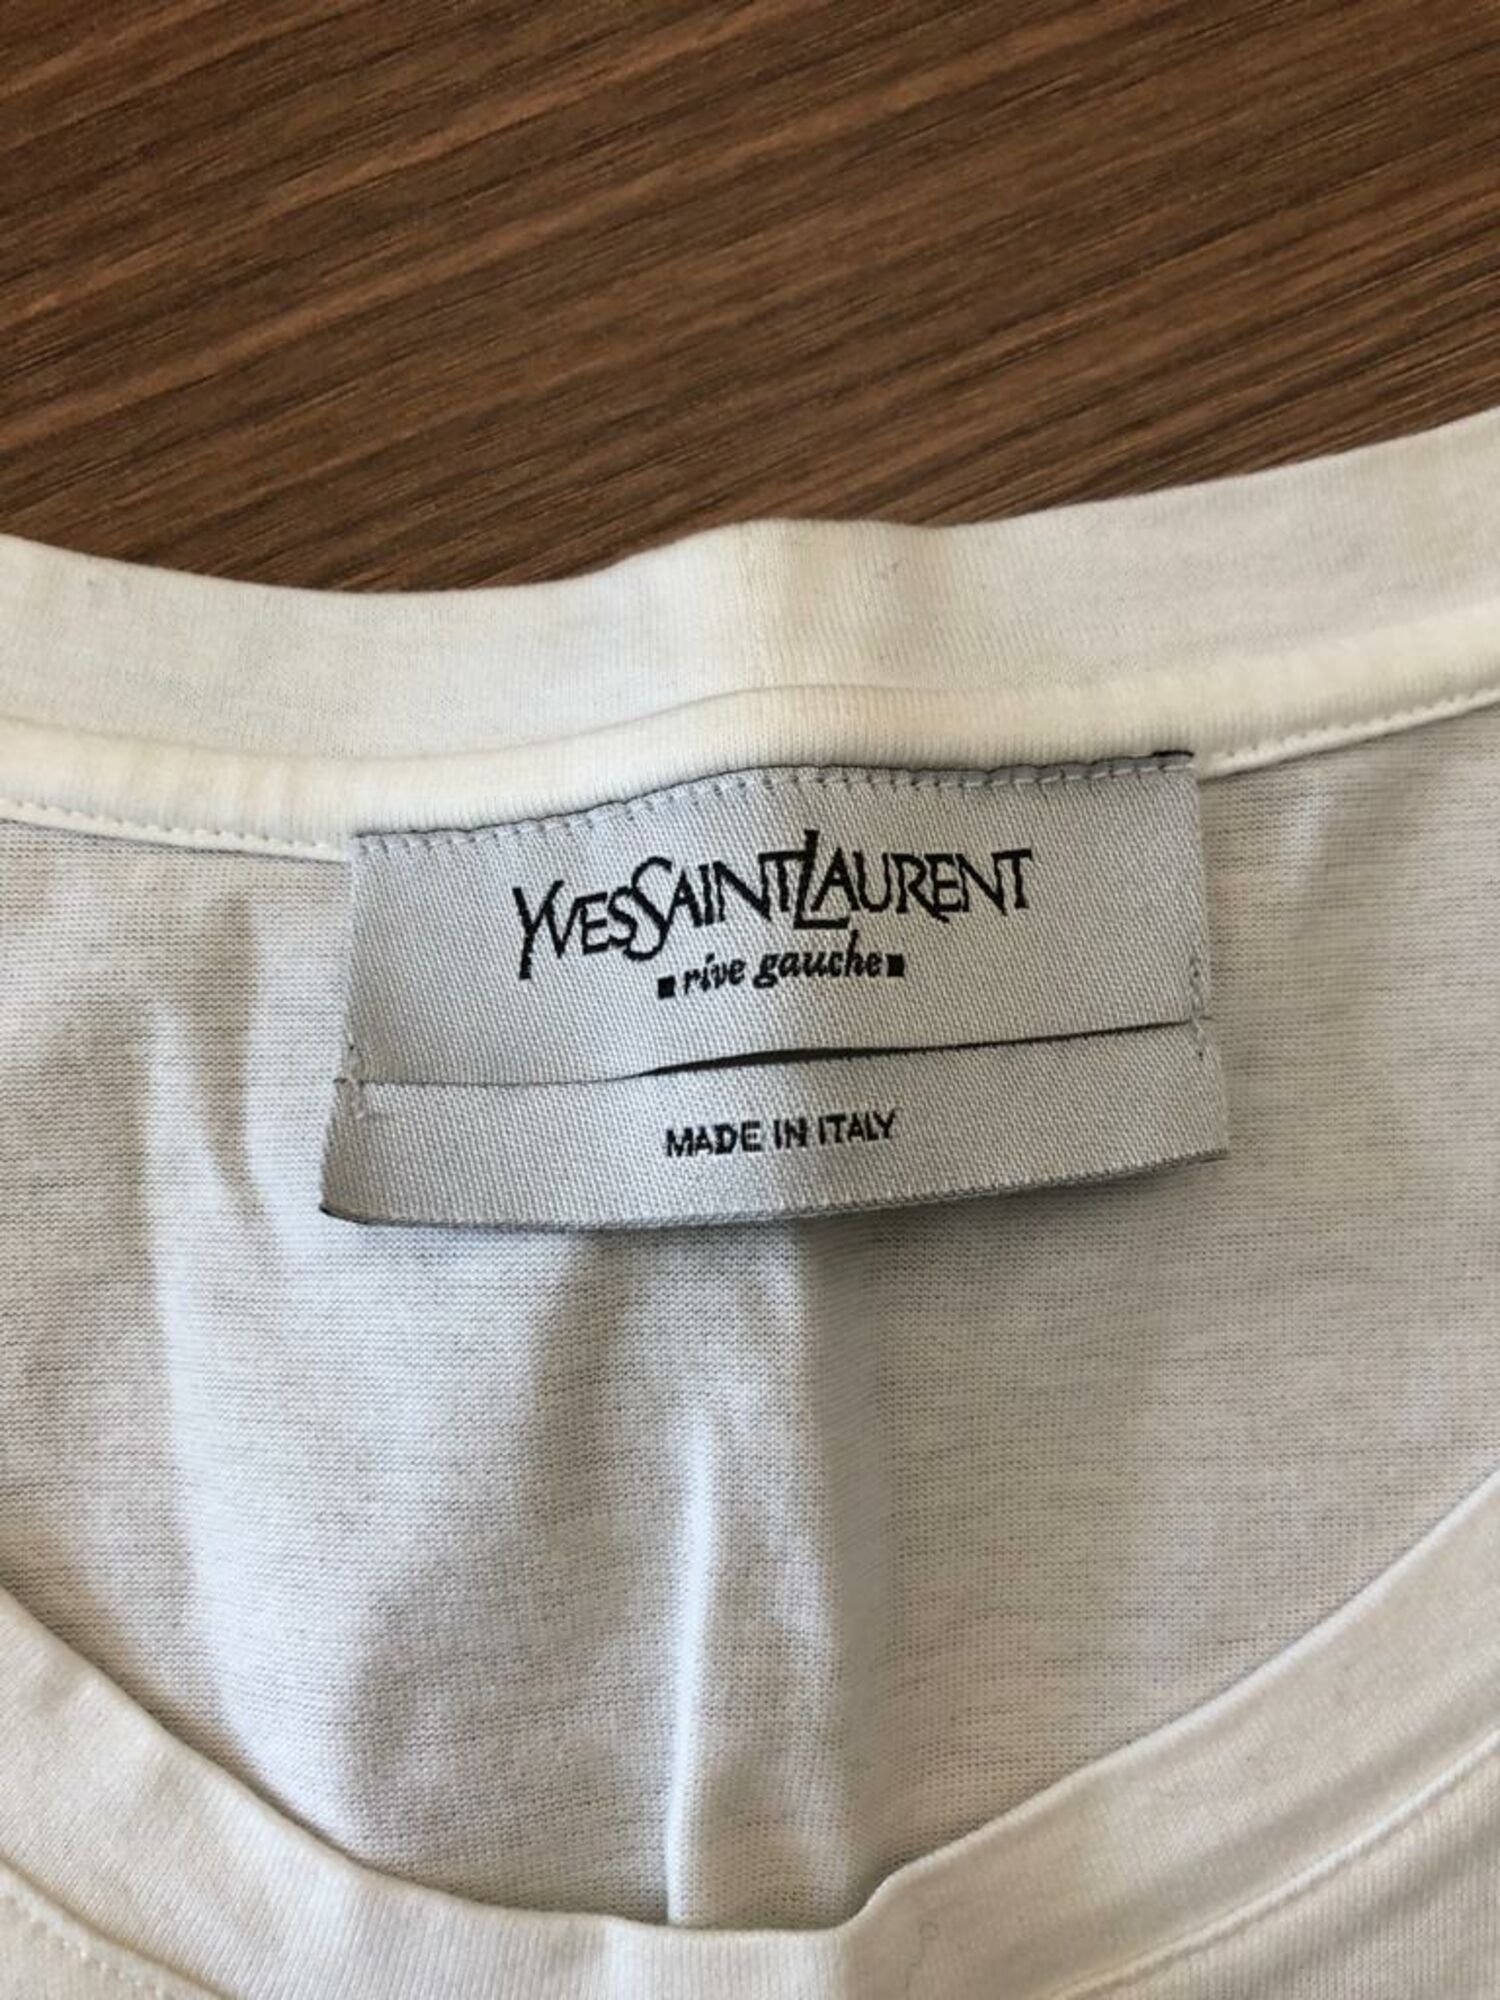 YVESSAINTLAURENT
rive gauche
MADE IN ITALY